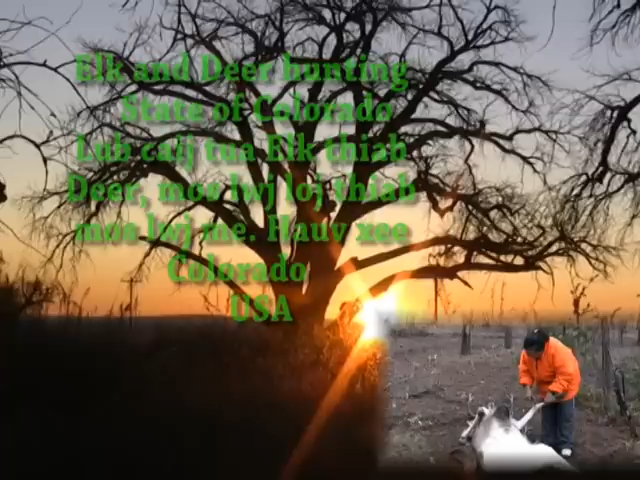 Elk and Deer hunting
State of Colorado
Lub caij tua Elk thiab
Deer, mos lwj loj thiab
mos lwj me. Hauv xee
Colorado
USA